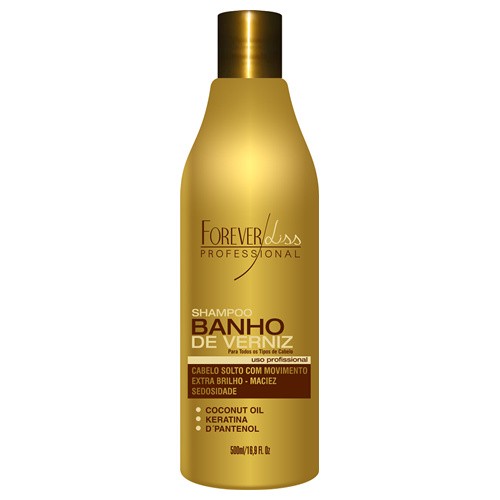 FOREVER Liss
PROFESSIONAL
SHAMPOO
BANHO
DE VERNIZ
Para Todos os Tipos de Cabelo
uso profissional
CABELO SOLTO COM MOVIMENTO
EXTRA BRILHO - MACIEZ
SEDOSIDADE
• COCONUT OIL
• KERATINA
• D'PANTENOL
500ml/16,8 FL. Oz